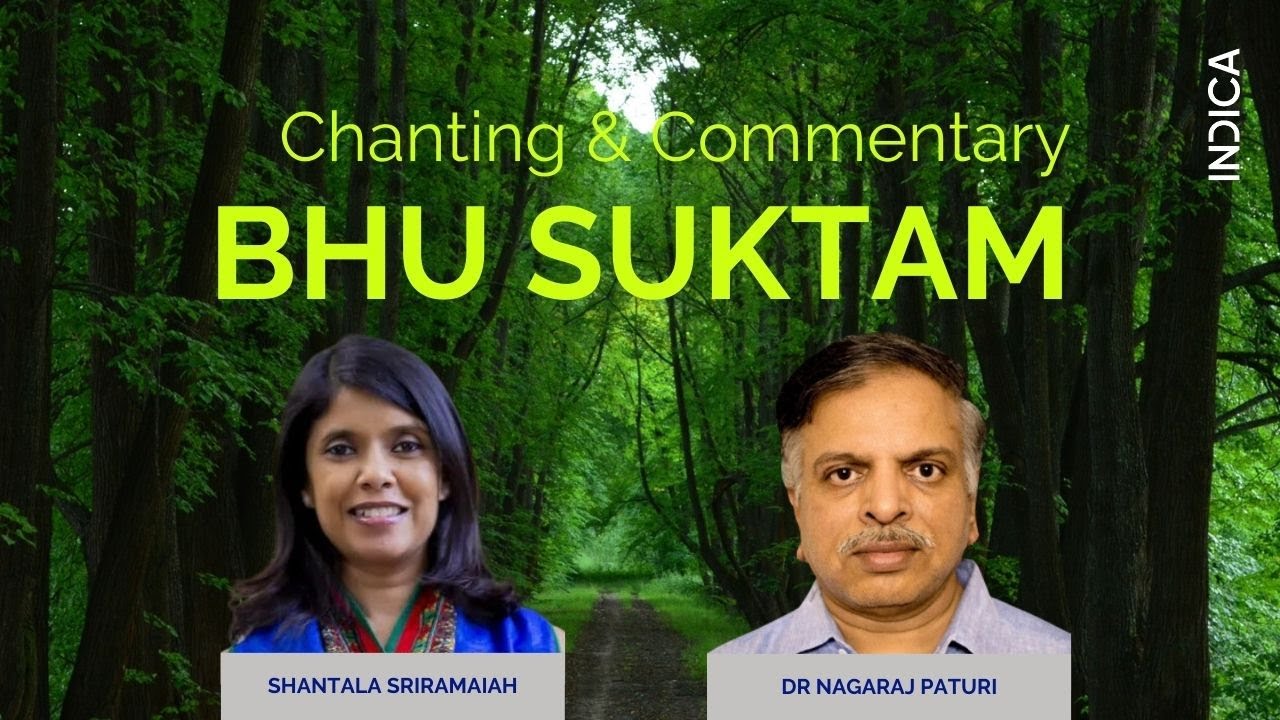 Chanting & Commentary
BHU SUKTAM
INDICA
SHANTALA SRIRAMAIAH
DR NAGARAJ PATURI